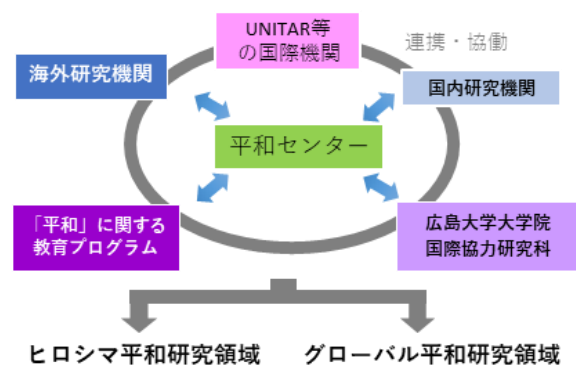 UNITAR等
の国際機関
連携・協働
海外研究機関
国内研究機関
平和センター
「平和」に関する
教育プログラム
広島大学大学院
国際協力研究科
ヒロシマ平和研究領域
グローバル平和研究領域